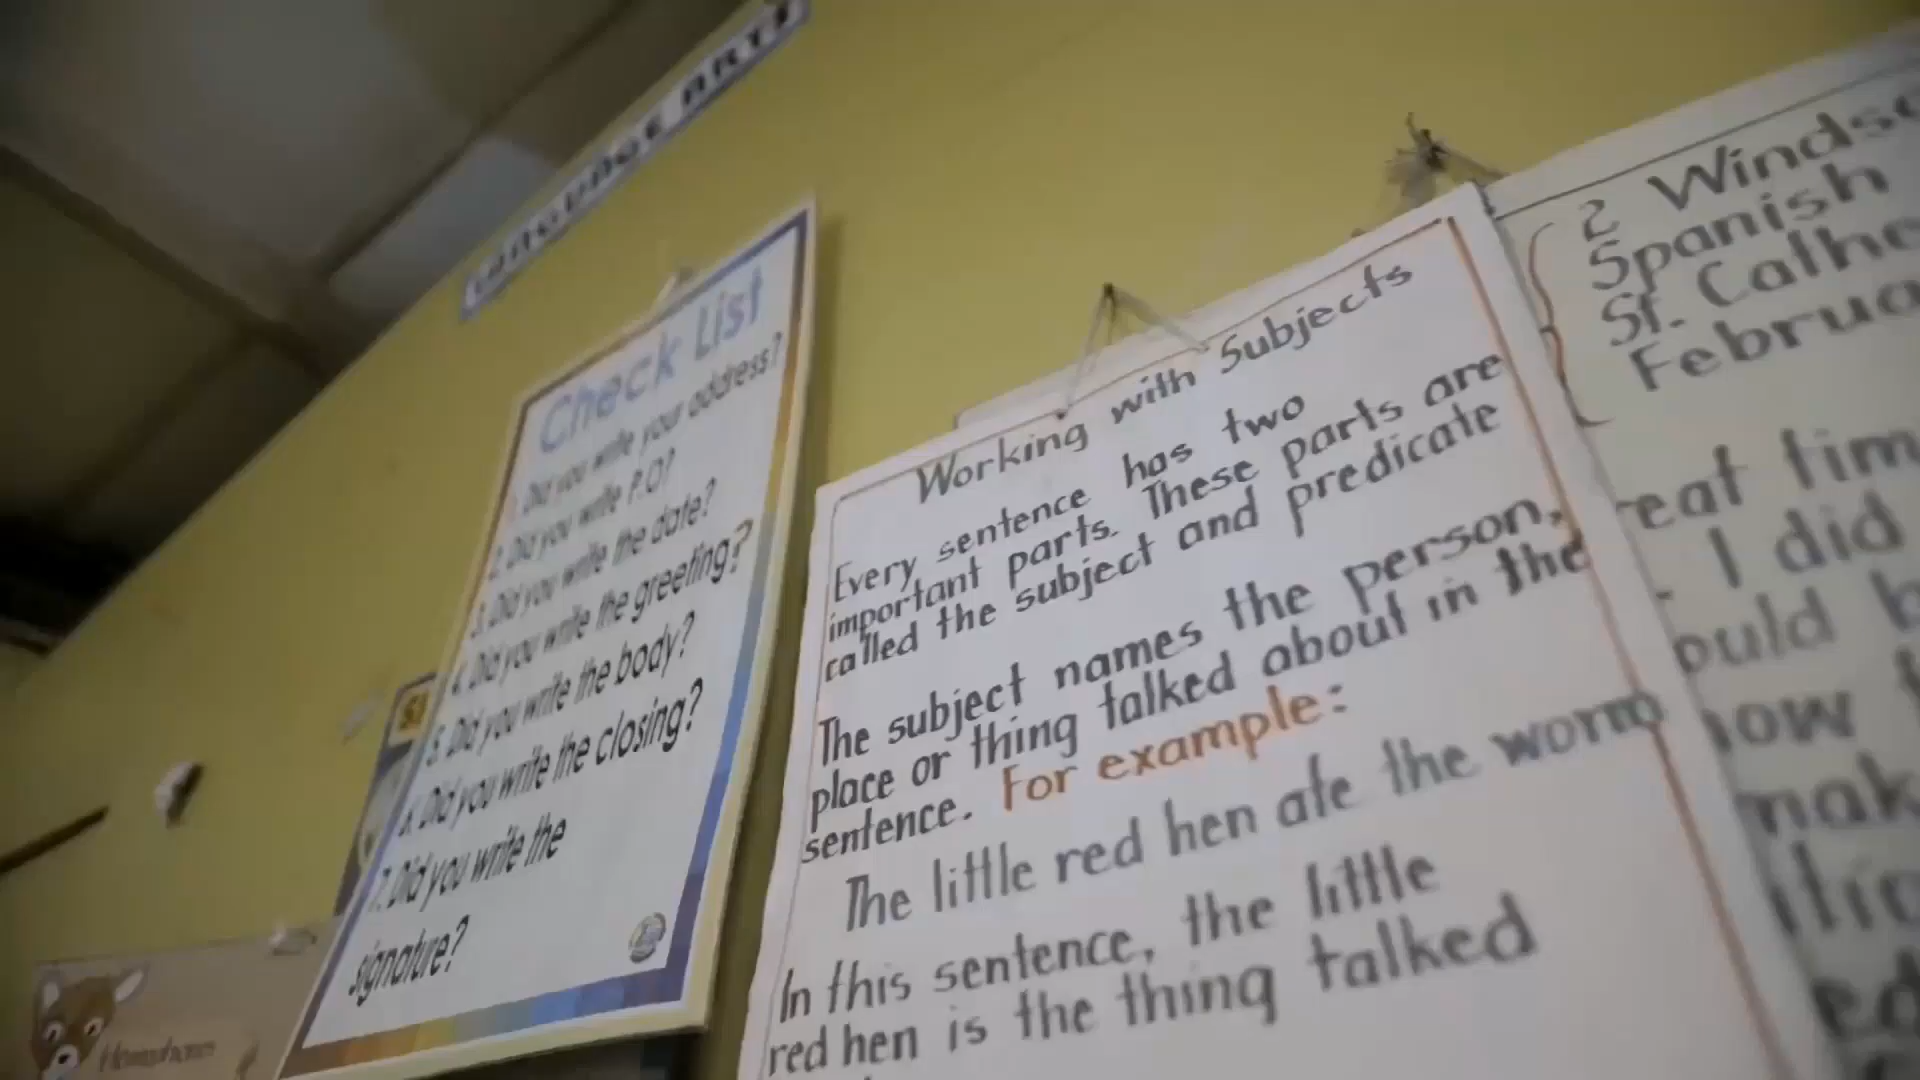 LANGUAGE ARTS
Check List
1. Did you write your address?
2. Did you write P.O?
3. Did you write the date?
4. Did you write the greeting?
5. Did you write the body?
6. Did you write the closing?
7. Did you write the
signature?
Working with Subjects
Every sentence has two
important parts. These parts are
called the subject and predicate
The subject names the person,
place or thing talked about in the
sentence. For example:
The little red hen ate the worm
In this sentence, the little
red hen is the thing talked
2 Windso
Spanish
St. Cathe
Februa
reat tim
. I did
ould b
now
mak
itio
ed
Homophones